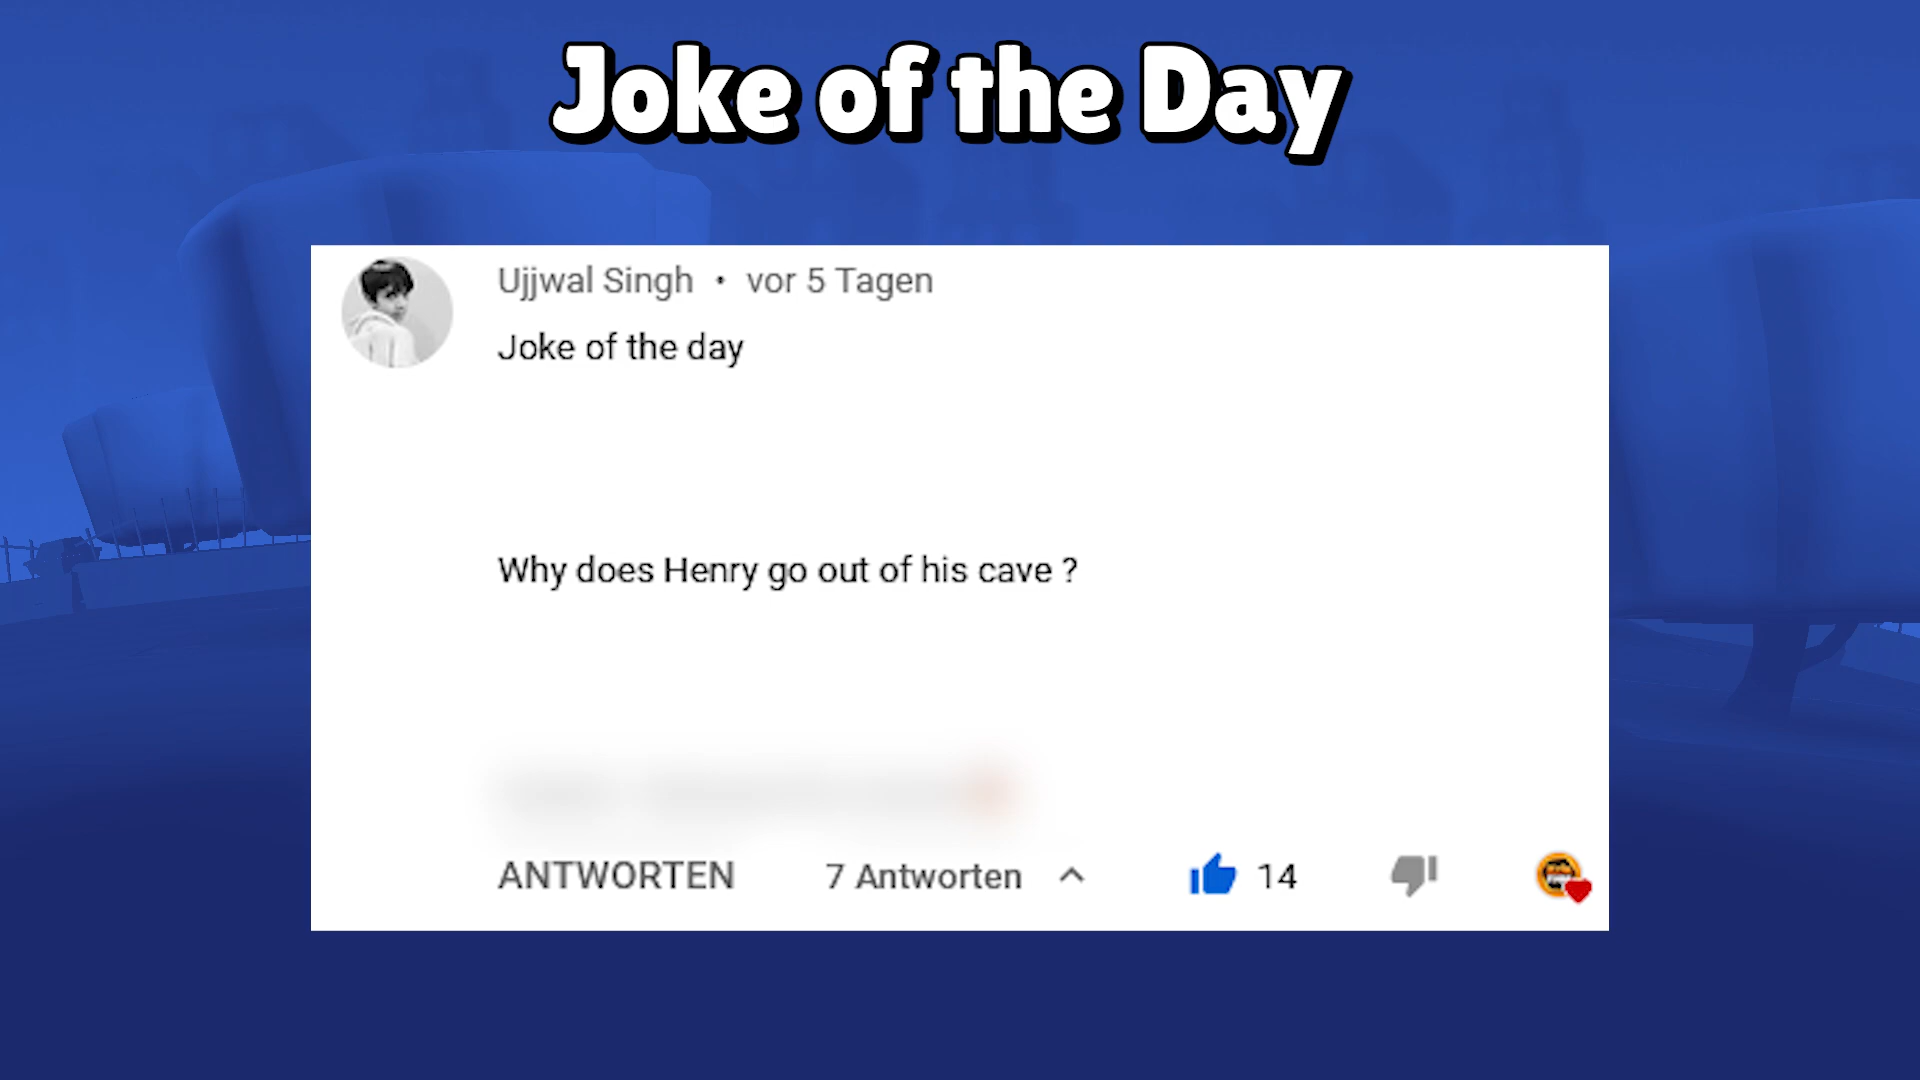 Joke of the Day
Ujjwal Singh • vor 5 Tagen
Joke of the day
Why does Henry go out of his cave ?
ANTWORTEN 7 Antworten 14